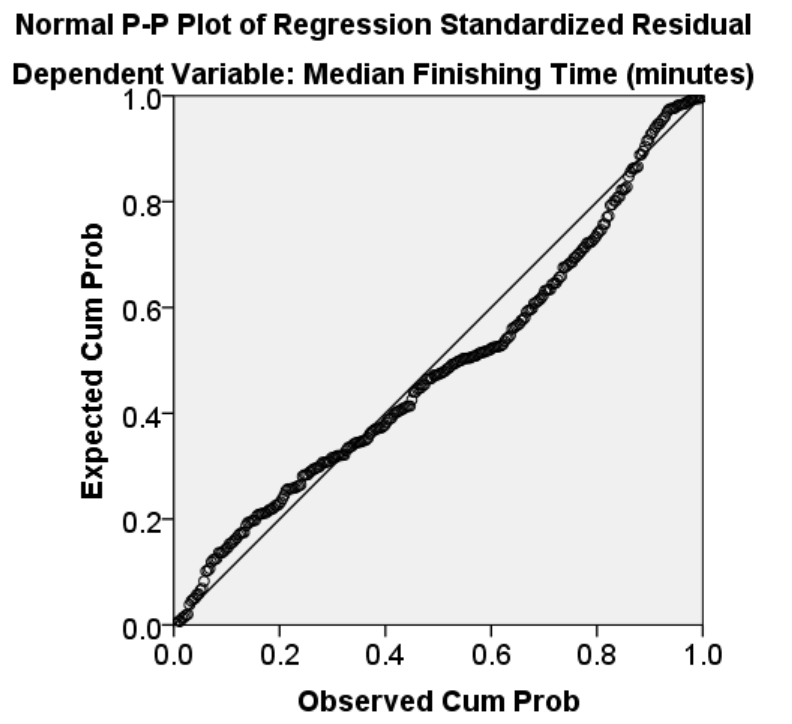 Normal P-P Plot of Regression Standardized Residual
Dependent Variable: Median Finishing Time (minutes)
1.0
0.8
0.6
0.4
0.2
0.0
Expected Cum Prob
0.0 0.2 0.4 0.6 0.8 1.0
Observed Cum Prob